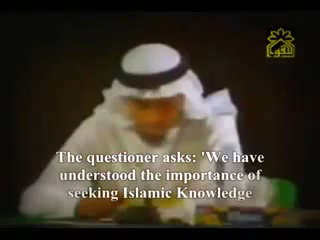 The questioner asks: 'We have
understood the importance of
seeking Islamic Knowledge